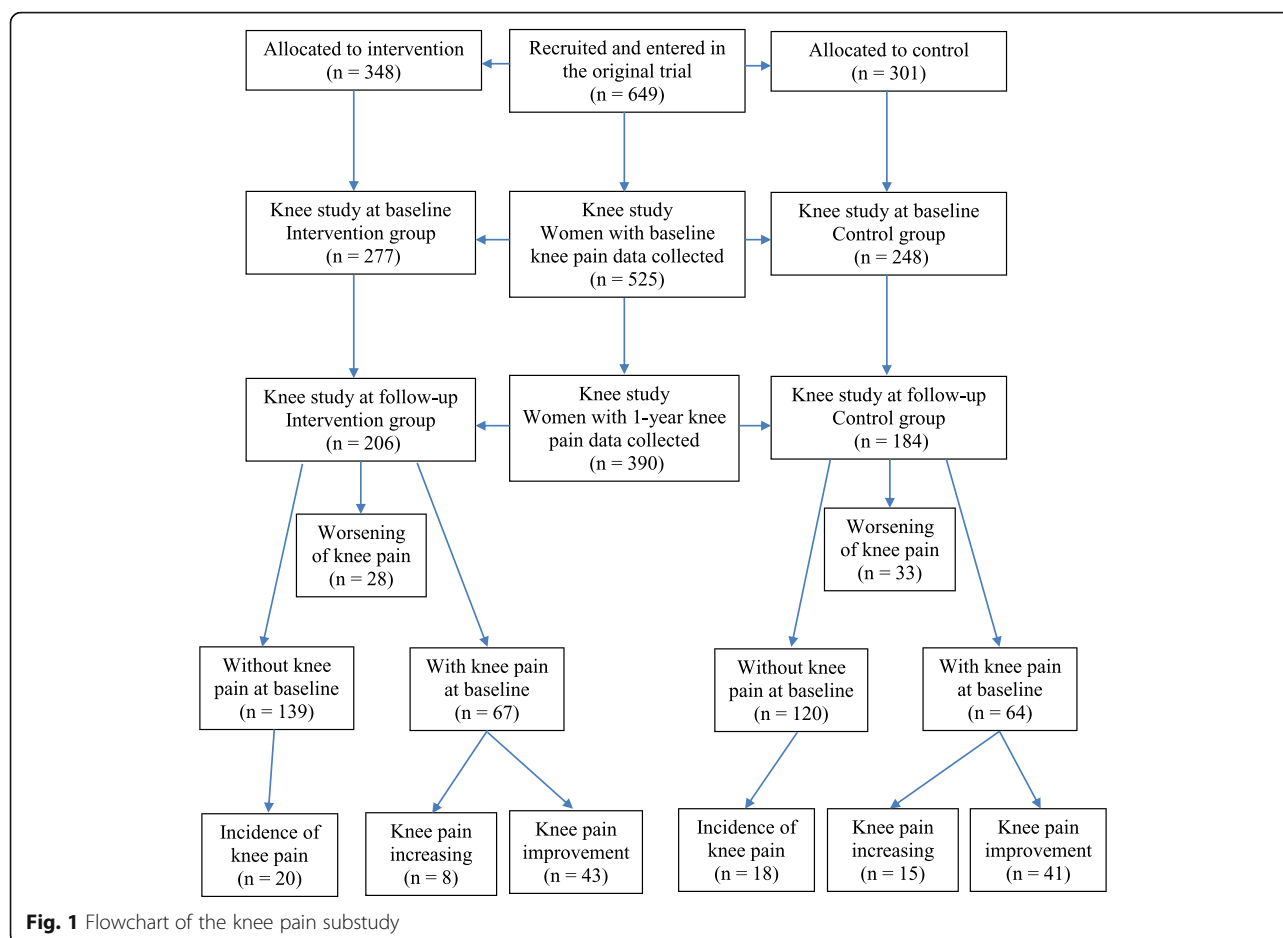 Allocated to intervention
(n = 348)
Recruited and entered in
the original trial
(n = 649)
Allocated to control
(n = 301)
Knee study at baseline
Intervention group
(n = 277)
Knee study
Women with baseline
knee pain data collected
(n = 525)
Knee study at baseline
Control group
(n = 248)
Knee study at follow-up
Intervention group
(n = 206)
Knee study
Women with 1-year knee
pain data collected
(n = 390)
Knee study at follow-up
Control group
(n = 184)
Worsening
of knee pain
(n = 28)
Worsening
of knee pain
(n = 33)
Without knee
pain at baseline
(n = 139)
With knee pain
at baseline
(n = 67)
Without knee
pain at baseline
(n = 120)
With knee pain
at baseline
(n = 64)
Incidence of
knee pain
(n = 20)
Knee pain
increasing
(n = 8)
Knee pain
improvement
(n = 43)
Incidence of
knee pain
(n = 18)
Knee pain
increasing
(n = 15)
Knee pain
improvement
(n = 41)
Fig. 1 Flowchart of the knee pain substudy